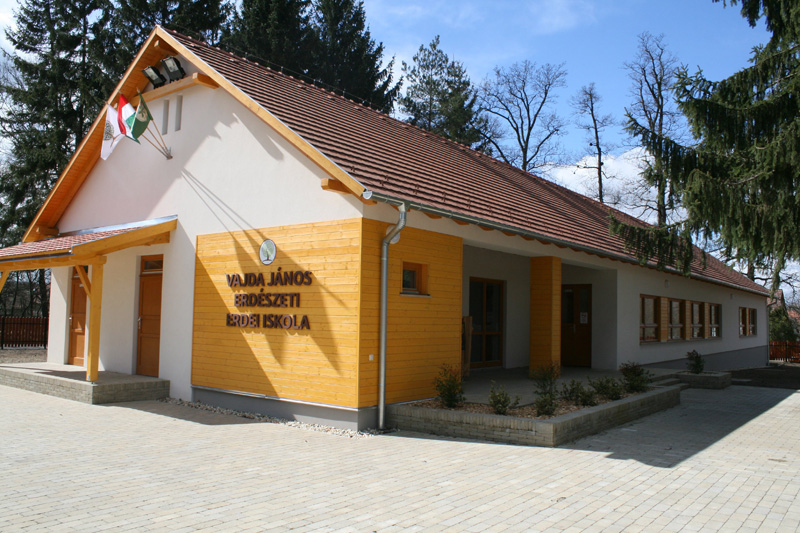 VAJDA JÁNOS
ERDÉSZETI
ERDEI ISKOLA